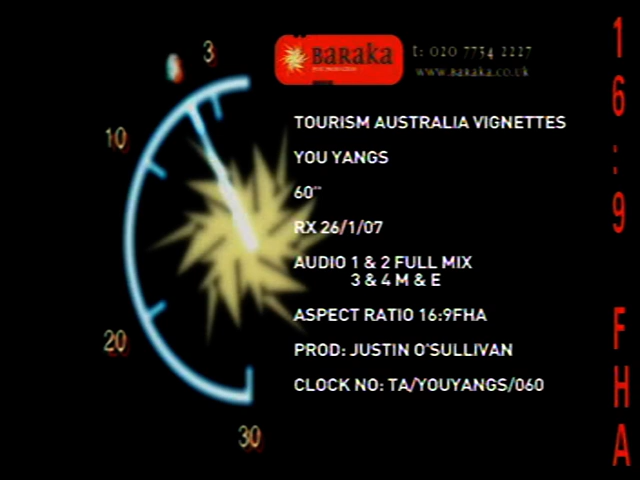 BARAKA
t: 020 7734 2227
www.BARAKA.co.uk
TOURISM AUSTRALIA VIGNETTES
YOU YANGS
60"
RX 26/1/07
AUDIO 1 & 2 FULL MIX
3 & 4 M & E
ASPECT RATIO 16:9FHA
PROD: JUSTIN O'SULLIVAN
CLOCK NO: TA/YOUYANGS/060
3
10
20
30
16:9 FHA